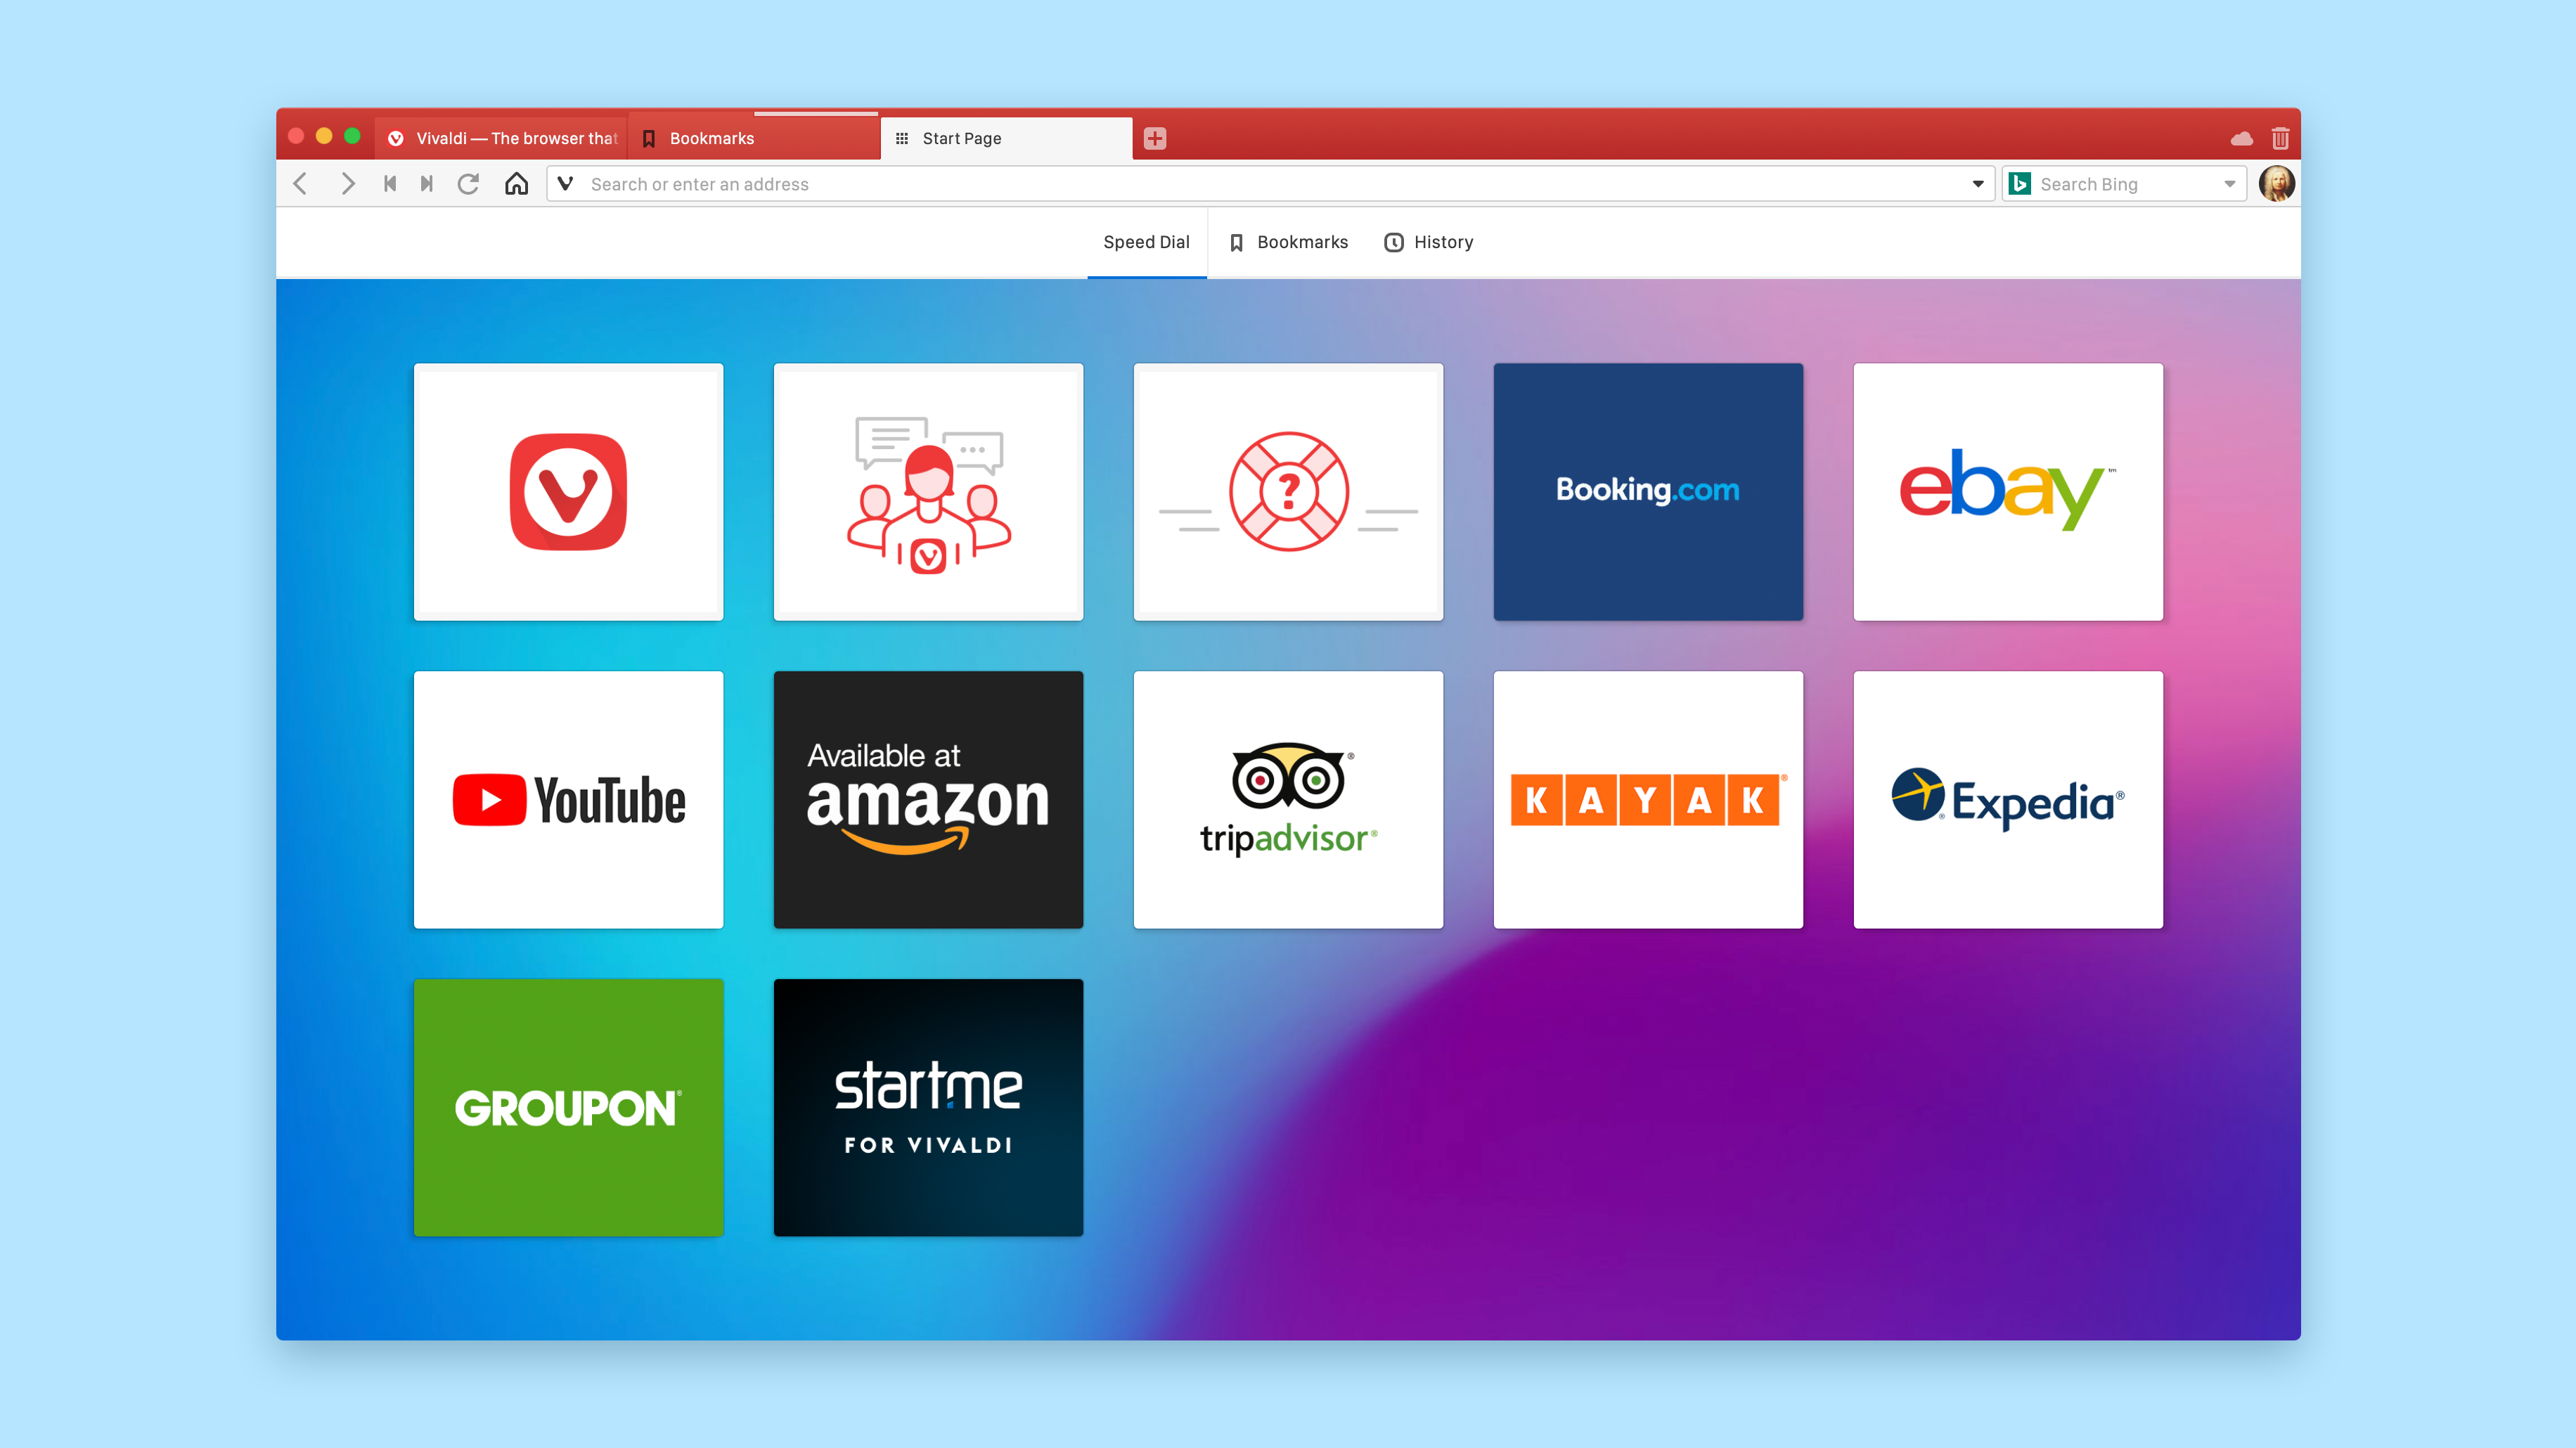 Vivaldi — The browser that
Bookmarks
Start Page
Search or enter an address
Search Bing
Speed Dial
Bookmarks
History
?
Booking.com
ebay™
YouTube
Available at
amazon
tripadvisor®
KAYAK®
Expedia®
GROUPON®
startme
FOR VIVALDI